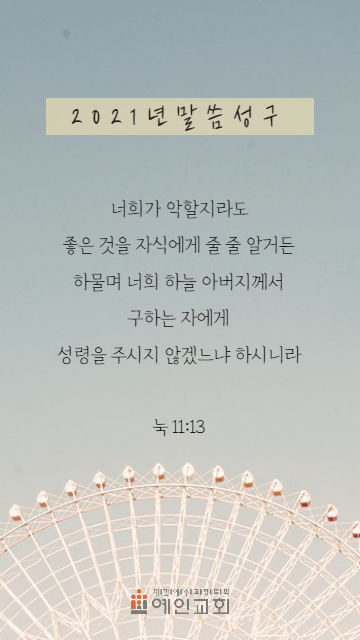 2021년말씀성구
너희가 악할지라도
좋은 것을 자식에게 줄 줄 알거든
하물며 너희 하늘 아버지께서
구하는 자에게
성령을 주시지 않겠느냐 하시니라
눅 11:13
예인교회